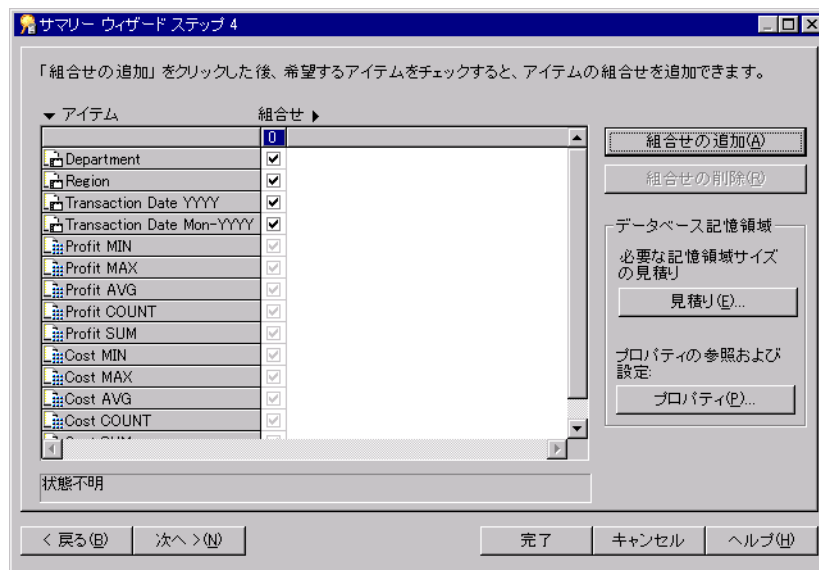 サマリー ウィザード ステップ 4
「組合せの追加」をクリックした後、希望するアイテムをチェックすると、アイテムの組合せを追加できます。
アイテム 組合せ
0
Department
Region
Transaction Date YYYY
Transaction Date Mon-YYYY
Profit MIN
Profit MAX
Profit AVG
Profit COUNT
Profit SUM
Cost MIN
Cost MAX
Cost AVG
Cost COUNT
組合せの追加(A)
組合せの削除(R)
データベース記憶領域
必要な記憶領域サイズ
の見積り
見積り(E)...
プロパティの参照および
設定:
プロパティ(P)...
状態不明
< 戻る(B) 次へ >(N) 完了 キャンセル ヘルプ(H)